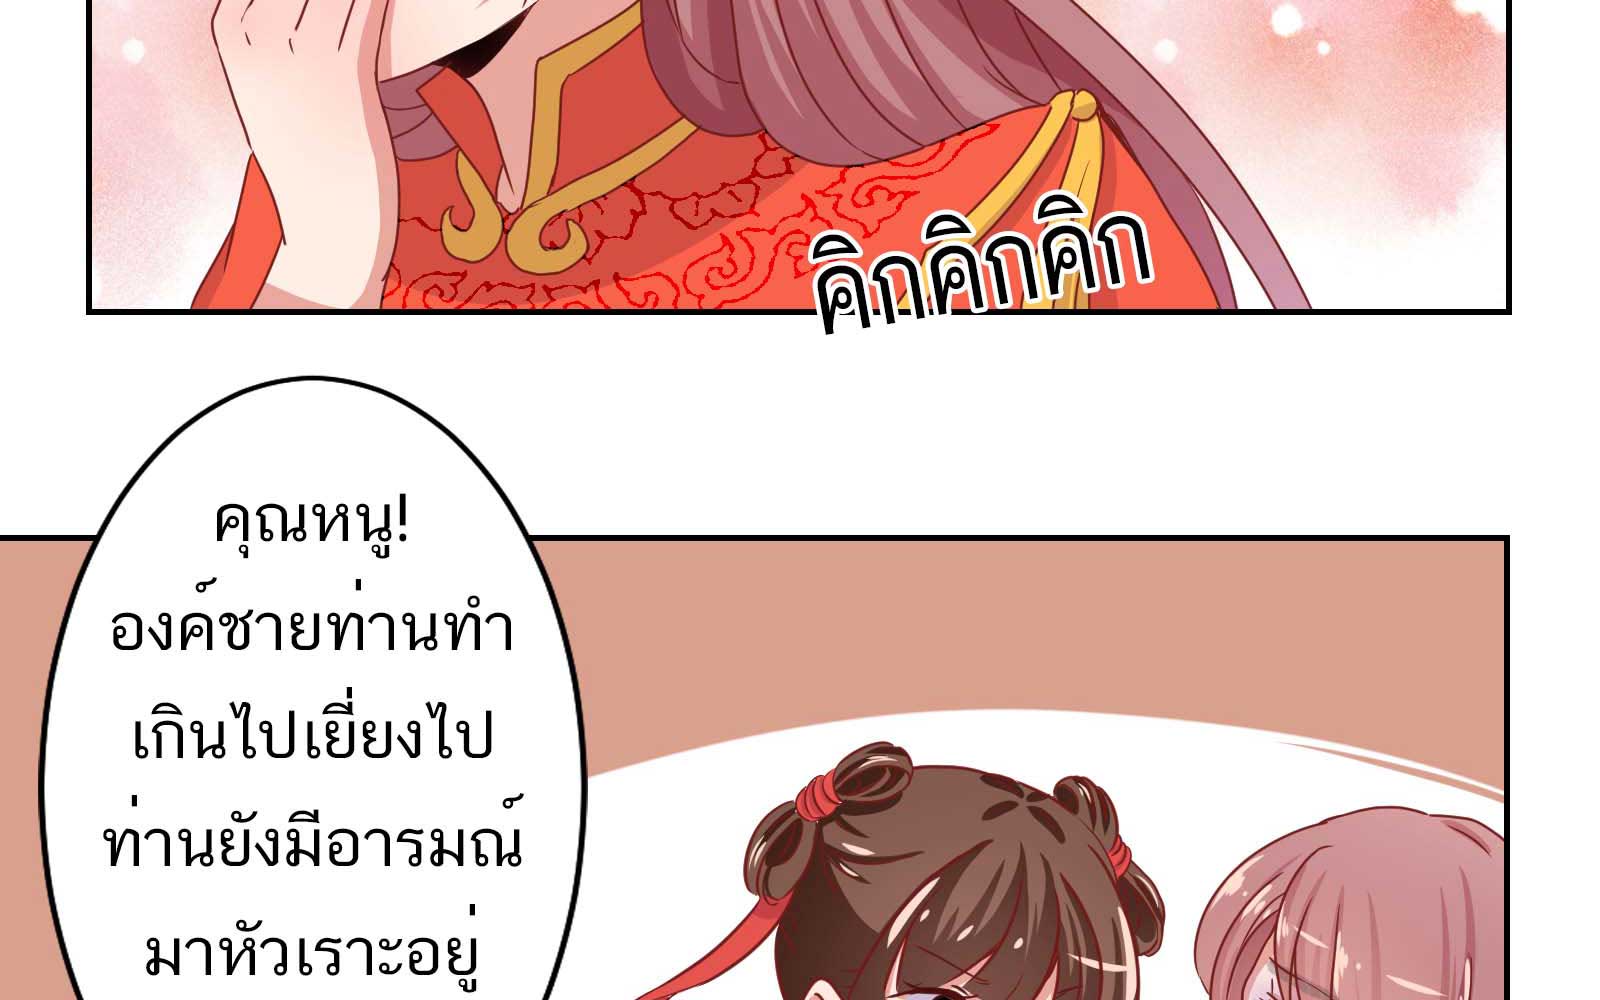 คิกคิกคิก
คุณหนู!
องค์ชายท่านทำ
เกินไปเยี่ยงไป
ท่านยังมีอารมณ์
มาหัวเราะอยู่